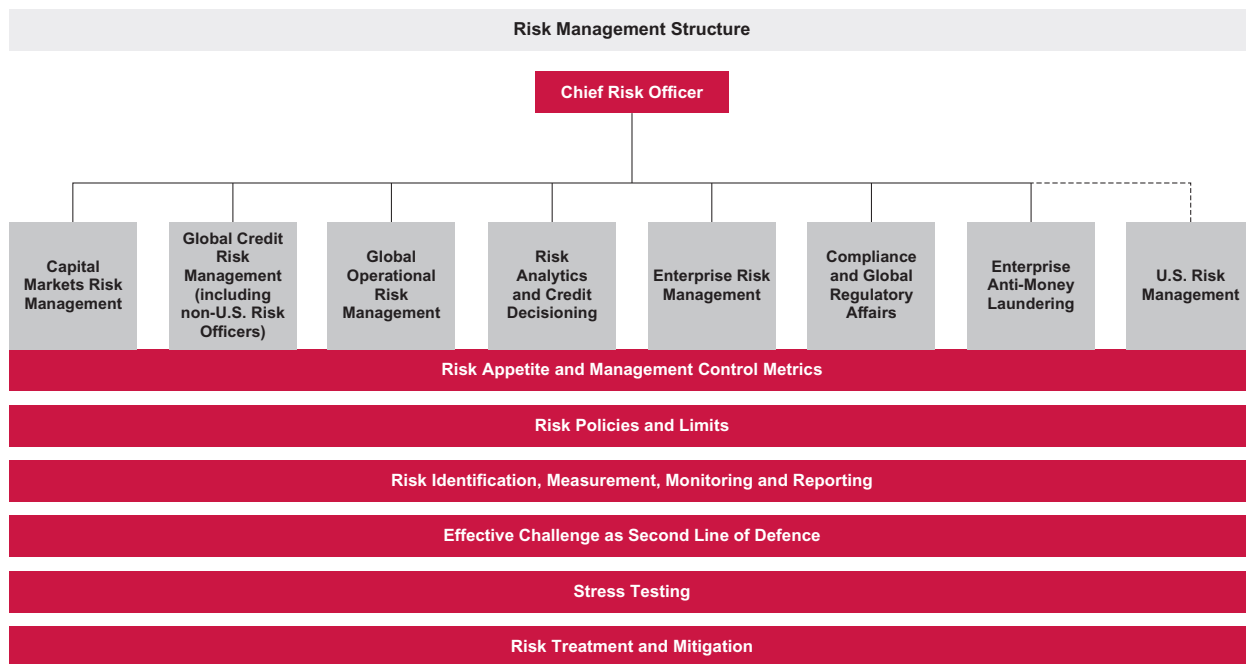 Risk Management Structure
Chief Risk Officer
Capital
Markets Risk
Management
Global Credit
Risk
Management
(including
non-U.S. Risk
Officers)
Global
Operational
Risk
Management
Risk
Analytics
and Credit
Decisioning
Enterprise Risk
Management
Compliance
and Global
Regulatory
Affairs
Enterprise
Anti-Money
Laundering
U.S. Risk
Management
Risk Appetite and Management Control Metrics
Risk Policies and Limits
Risk Identification, Measurement, Monitoring and Reporting
Effective Challenge as Second Line of Defence
Stress Testing
Risk Treatment and Mitigation